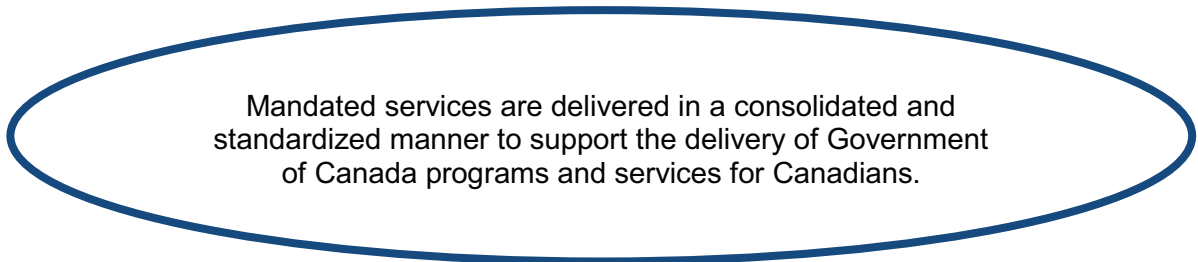 Mandated services are delivered in a consolidated and
standardized manner to support the delivery of Government
of Canada programs and services for Canadians.